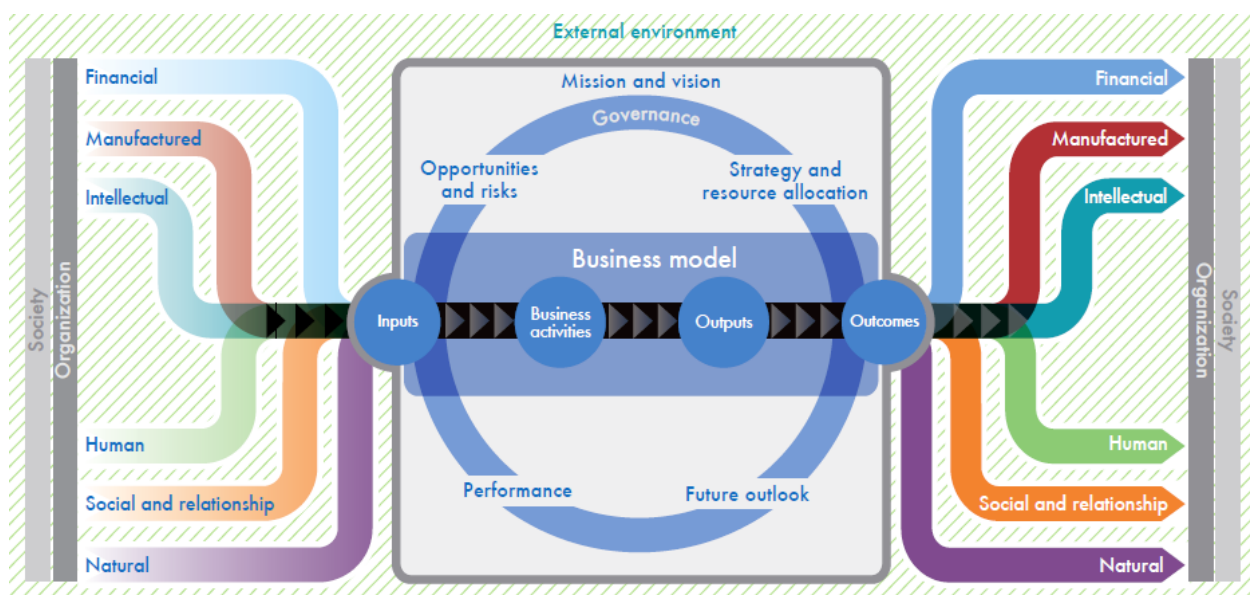 External environment
Society
Organization
Financial
Manufactured
Intellectual
Human
Social and relationship
Natural
Mission and vision
Governance
Opportunities
and risks
Strategy and
resource allocation
Business model
Inputs
Business
activities
Outputs
Outcomes
Performance
Future outlook
Financial
Manufactured
Intellectual
Human
Social and relationship
Natural
Organization
Society